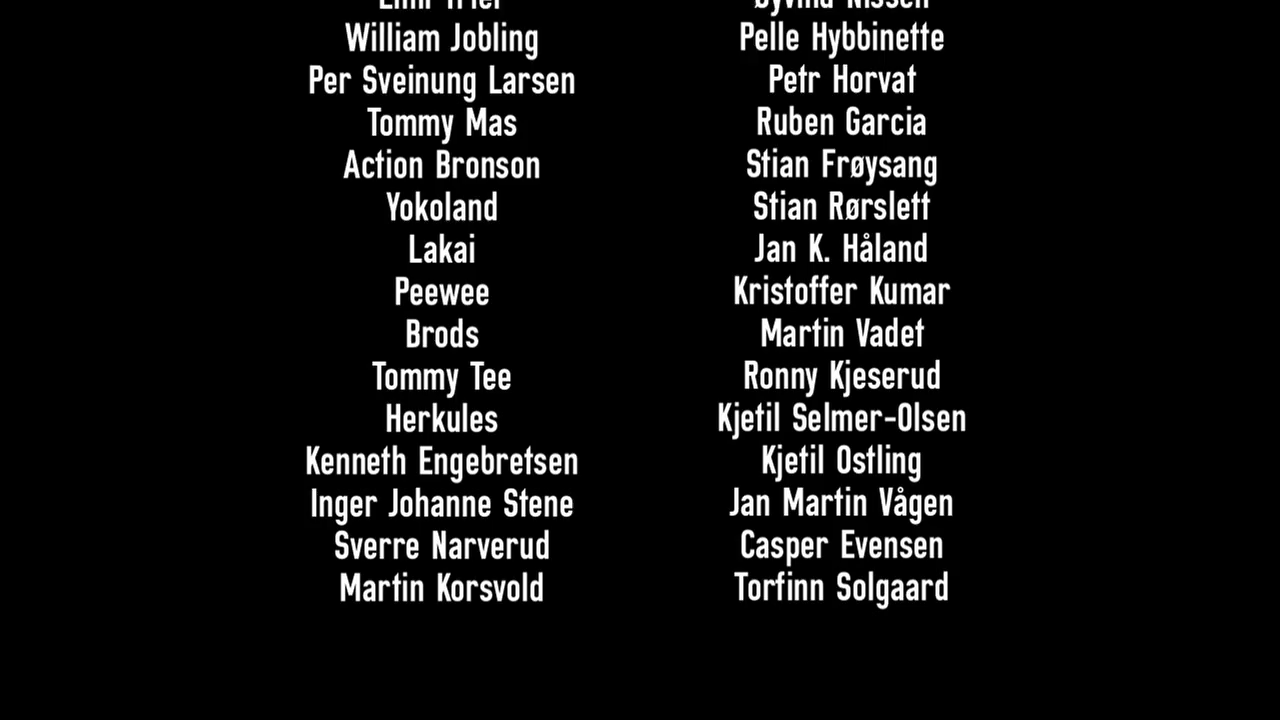 William Jobling
Per Sveinung Larsen
Tommy Mas
Action Bronson
Yokoland
Lakai
Peewee
Brods
Tommy Tee
Herkules
Kenneth Engebretsen
Inger Johanne Stene
Sverre Narverud
Martin Korsvold
Øyvind Nissen
Pelle Hybbinette
Petr Horvat
Ruben Garcia
Stian Frøysang
Stian Rørslett
Jan K. Håland
Kristoffer Kumar
Martin Vadet
Ronny Kjeserud
Kjetil Selmer-Olsen
Kjetil Ostling
Jan Martin Vågen
Casper Evensen
Torfinn Solgaard